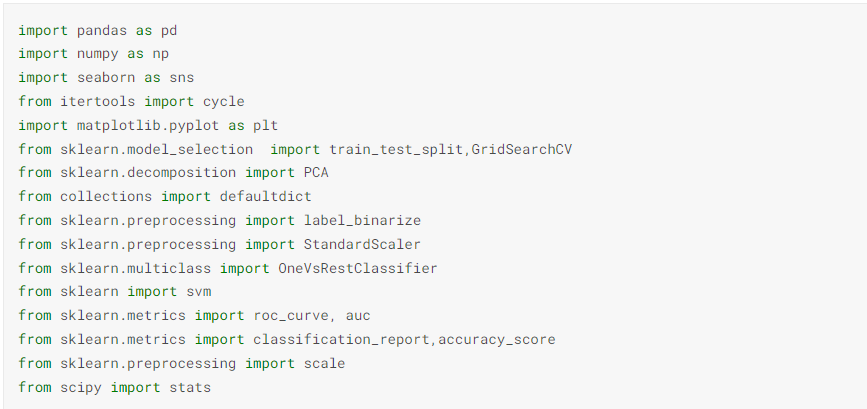 import pandas as pd
import numpy as np
import seaborn as sns
from itertools import cycle
import matplotlib.pyplot as plt
from sklearn.model_selection  import train_test_split,GridSearchCV
from sklearn.decomposition import PCA
from collections import defaultdict
from sklearn.preprocessing import label_binarize
from sklearn.preprocessing import StandardScaler
from sklearn.multiclass import OneVsRestClassifier
from sklearn import svm
from sklearn.metrics import roc_curve, auc
from sklearn.metrics import classification_report,accuracy_score
from sklearn.preprocessing import scale
from scipy import stats